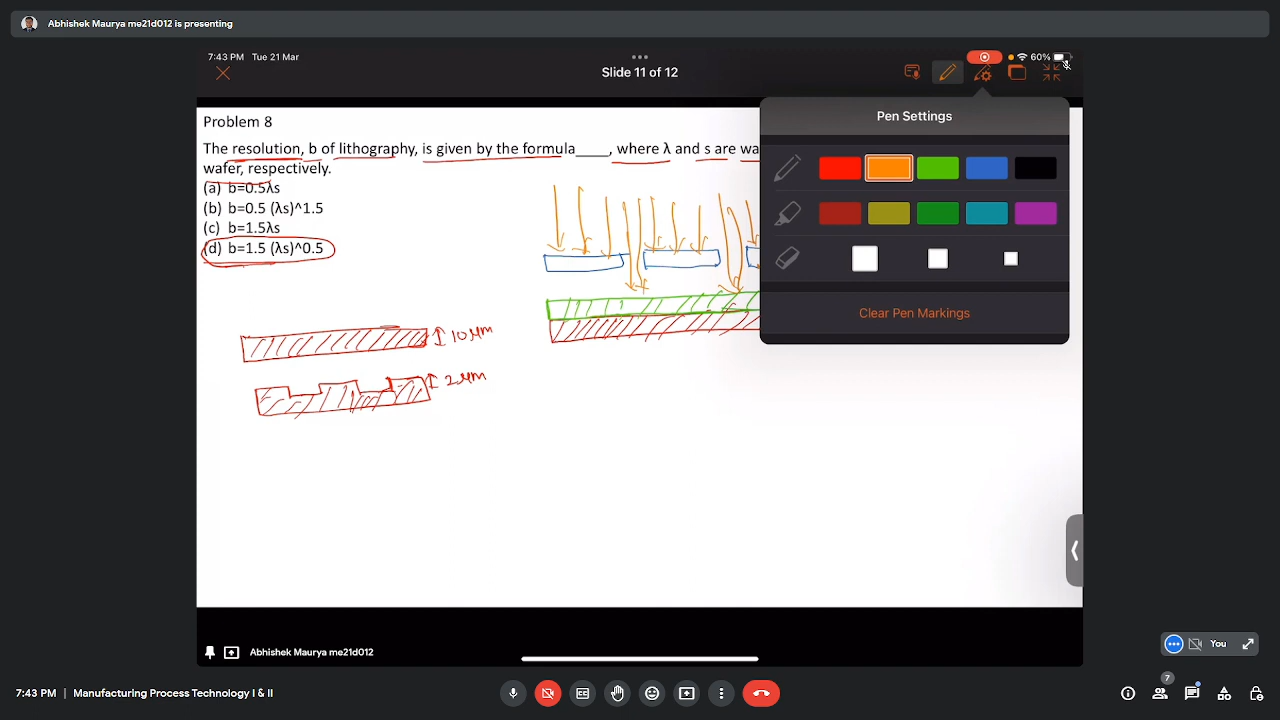 Abhishek Maurya me21d012 is presenting
7:43 PM Tue 21 Mar
60%
Slide 11 of 12
Pen Settings
Problem 8
The resolution, b of lithography, is given by the formula____, where λ and s are wa
wafer, respectively.
(a) b=0.5λs
(b) b=0.5 (λs)^1.5
(c) b=1.5λs
(d) b=1.5 (λs)^0.5
Clear Pen Markings
10 μm
2 μm
Abhishek Maurya me21d012
You
7:43 PM | Manufacturing Process Technology I & II
7